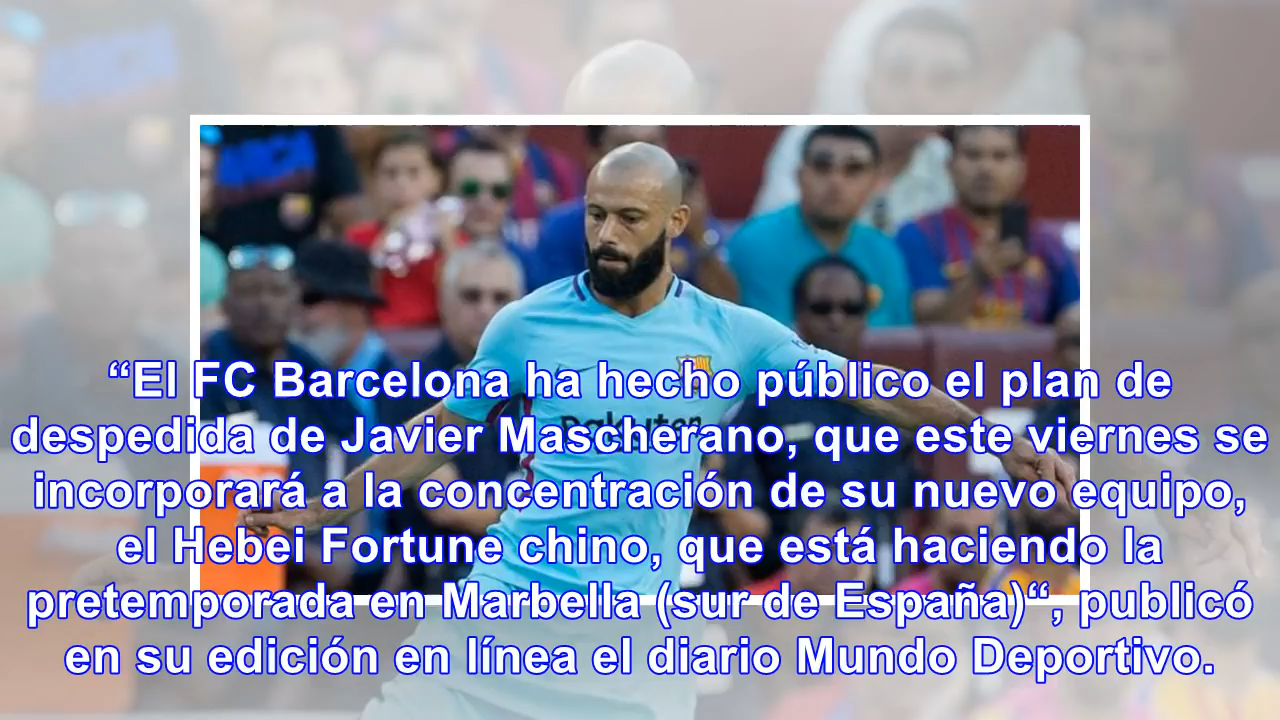 “El FC Barcelona ha hecho público el plan de
despedida de Javier Mascherano, que este viernes se
incorporará a la concentración de su nuevo equipo,
el Hebei Fortune chino, que está haciendo la
pretemporada en Marbella (sur de España)“, publicó
en su edición en línea el diario Mundo Deportivo.
Rakuten